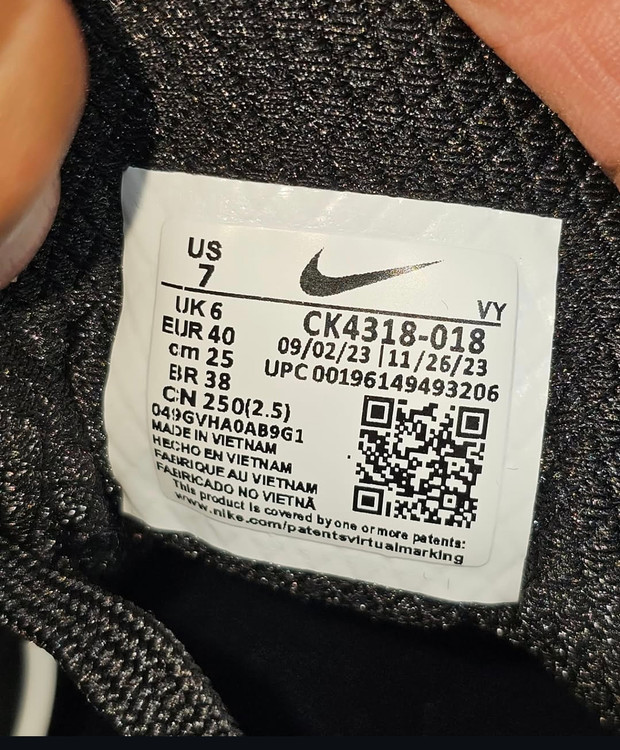 US
7
VY
UK 6
EUR 40
cm 25
BR 38
CN 250(2.5)
CK4318-018
09/02/23 | 11/26/23
UPC 00196149493206
049GVHA0AB9G1
MADE IN VIETNAM
HECHO EN VIETNAM
FABRIQUE AU VIETNAM
FABRICADO NO VIETNÃ
This product is covered by one or more patents:
www.nike.com/patentsvirtualmarking